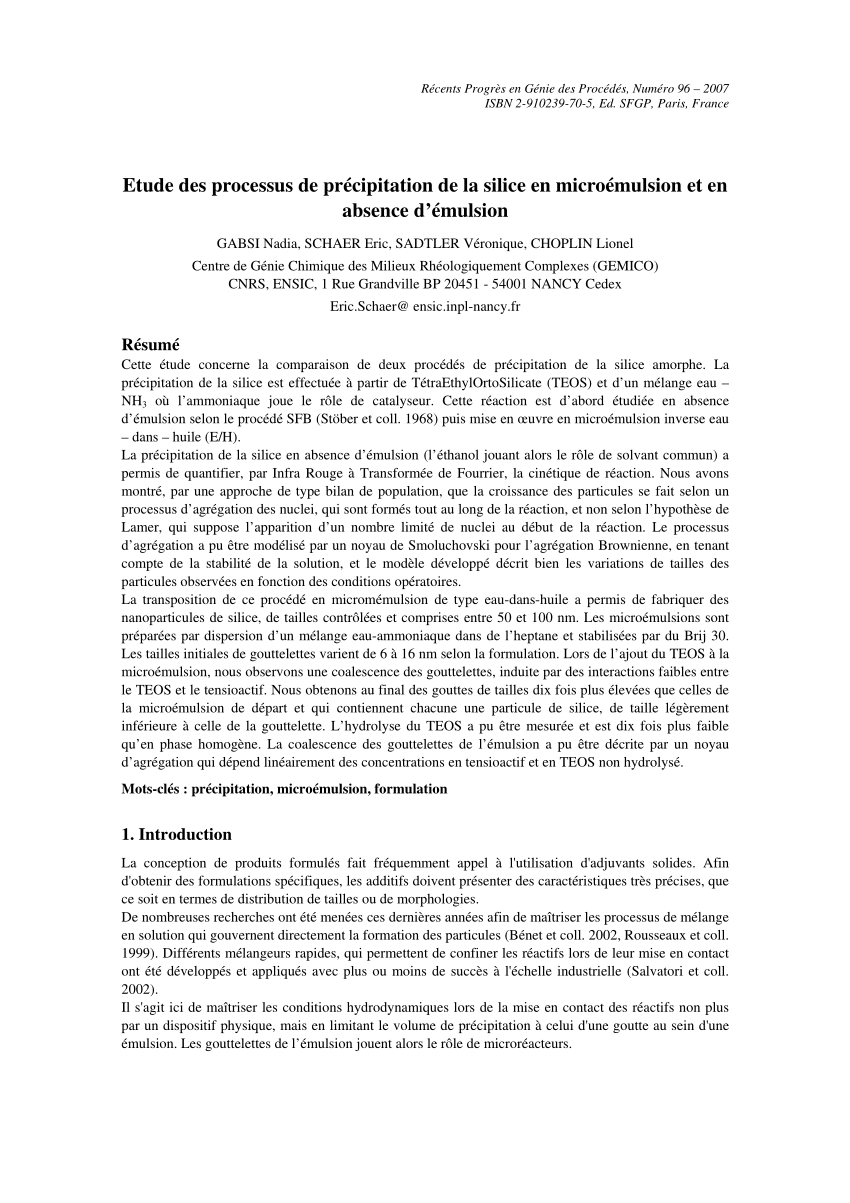 Récents Progrès en Génie des Procédés, Numéro 96 – 2007
ISBN 2-910239-70-5, Ed. SFGP, Paris, France
Etude des processus de précipitation de la silice en microémulsion et en
absence d’émulsion
GABSI Nadia, SCHAER Eric, SADTLER Véronique, CHOPLIN Lionel
Centre de Génie Chimique des Milieux Rhéologiquement Complexes (GEMICO)
CNRS, ENSIC, 1 Rue Grandville BP 20451 - 54001 NANCY Cedex
Eric.Schaer@ ensic.inpl-nancy.fr
Résumé
Cette étude concerne la comparaison de deux procédés de précipitation de la silice amorphe. La
précipitation de la silice est effectuée à partir de TétraEthylOrtoSilicate (TEOS) et d’un mélange eau –
NH3 où l’ammoniaque joue le rôle de catalyseur. Cette réaction est d’abord étudiée en absence
d’émulsion selon le procédé SFB (Stöber et coll. 1968) puis mise en œuvre en microémulsion inverse eau
– dans – huile (E/H).
La précipitation de la silice en absence d’émulsion (l’éthanol jouant alors le rôle de solvant commun) a
permis de quantifier, par Infra Rouge à Transformée de Fourrier, la cinétique de réaction. Nous avons
montré, par une approche de type bilan de population, que la croissance des particules se fait selon un
processus d’agrégation des nuclei, qui sont formés tout au long de la réaction, et non selon l’hypothèse de
Lamer, qui suppose l’apparition d’un nombre limité de nuclei au début de la réaction. Le processus
d’agrégation a pu être modélisé par un noyau de Smoluchovski pour l’agrégation Brownienne, en tenant
compte de la stabilité de la solution, et le modèle développé décrit bien les variations de tailles des
particules observées en fonction des conditions opératoires.
La transposition de ce procédé en micromémulsion de type eau-dans-huile a permis de fabriquer des
nanoparticules de silice, de tailles contrôlées et comprises entre 50 et 100 nm. Les microémulsions sont
préparées par dispersion d’un mélange eau-ammoniaque dans de l’heptane et stabilisées par du Brij 30.
Les tailles initiales de gouttelettes varient de 6 à 16 nm selon la formulation. Lors de l’ajout du TEOS à la
microémulsion, nous observons une coalescence des gouttelettes, induite par des interactions faibles entre
le TEOS et le tensioactif. Nous obtenons au final des gouttes de tailles dix fois plus élevées que celles de
la microémulsion de départ et qui contiennent chacune une particule de silice, de taille légèrement
inférieure à celle de la gouttelette. L’hydrolyse du TEOS a pu être mesurée et est dix fois plus faible
qu’en phase homogène. La coalescence des gouttelettes de l’émulsion a pu être décrite par un noyau
d’agrégation qui dépend linéairement des concentrations en tensioactif et en TEOS non hydrolysé.
Mots-clés : précipitation, microémulsion, formulation
1. Introduction
La conception de produits formulés fait fréquemment appel à l'utilisation d'adjuvants solides. Afin
d'obtenir des formulations spécifiques, les additifs doivent présenter des caractéristiques très précises, que
ce soit en termes de distribution de tailles ou de morphologies.
De nombreuses recherches ont été menées ces dernières années afin de maîtriser les processus de mélange
en solution qui gouvernent directement la formation des particules (Bénet et coll. 2002, Rousseaux et coll.
1999). Différents mélangeurs rapides, qui permettent de confiner les réactifs lors de leur mise en contact
ont été développés et appliqués avec plus ou moins de succès à l'échelle industrielle (Salvatori et coll.
2002).
Il s'agit ici de maîtriser les conditions hydrodynamiques lors de la mise en contact des réactifs non plus
par un dispositif physique, mais en limitant le volume de précipitation à celui d'une goutte au sein d'une
émulsion. Les gouttelettes de l’émulsion jouent alors le rôle de microréacteurs.